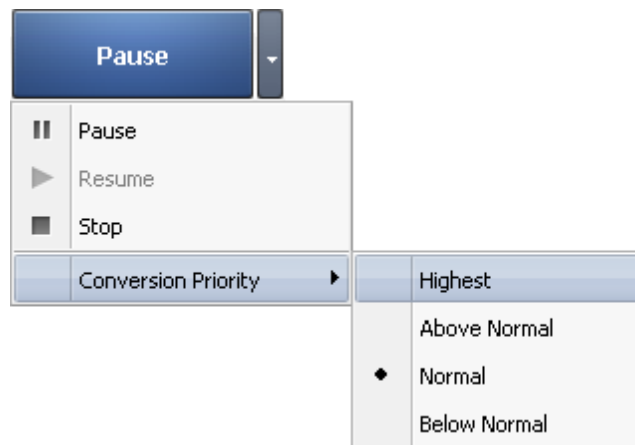 Pause
Pause
Resume
Stop
Conversion Priority
Highest
Above Normal
Normal
Below Normal